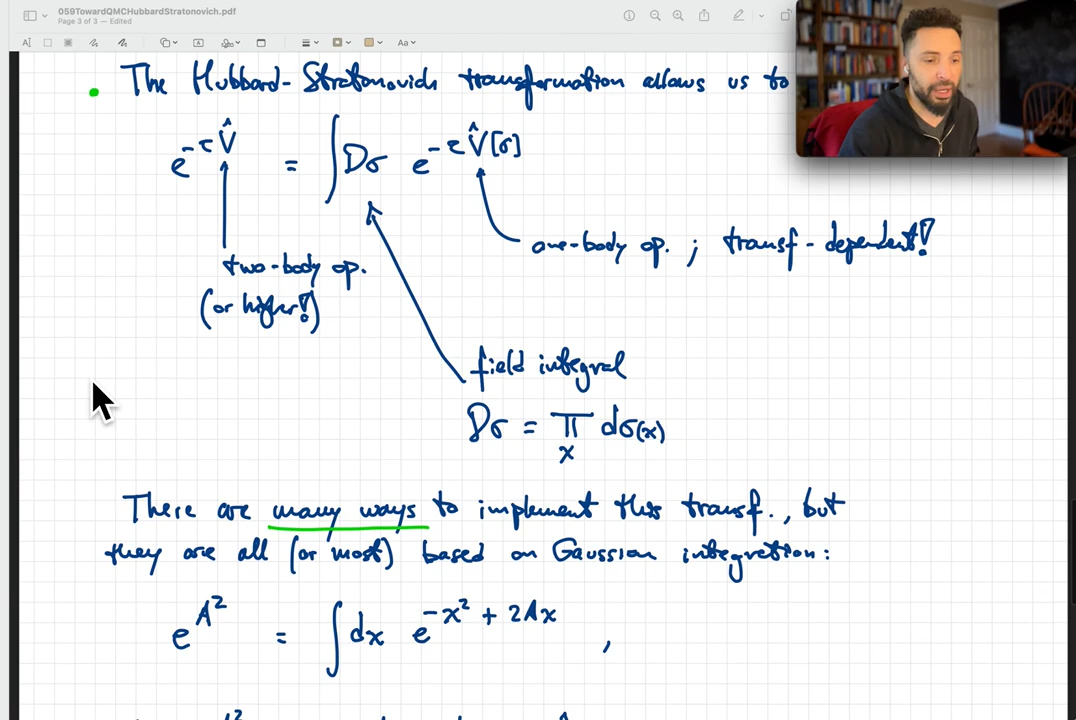 059TowardQMCHubbardStratonovich.pdf
Page 3 of 3 — Edited
The Hubbard-Stratonovich transformation allows us to
e^{-τV̂} = ∫Dσ e^{-τV̂[σ]}
one-body op. ; transf-dependent!
two-body op.
(or higher!)
field integral
Dσ = ∏_x dσ(x)
There are many ways to implement this transf., but
they are all (or most) based on Gaussian integration:
e^{A²} = ∫dx e^{-x² + 2Ax} ,